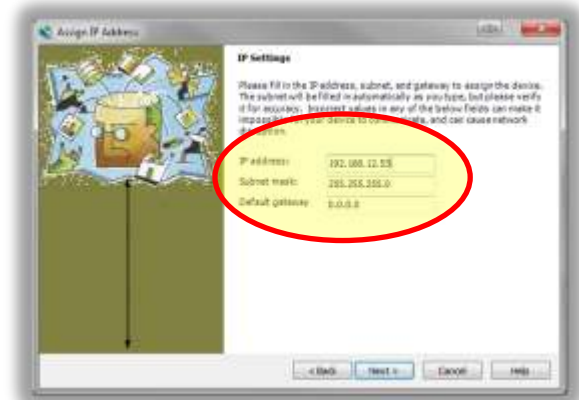 Assign IP Address
IP Settings
Please fill in the IP address, subnet, and gateway to assign the device.
The subnet will be filled in automatically as you type, but please verify
it for accuracy. Incorrect values in any of the below fields can make it
impossible for your device to communicate, and can cause network
disruption.
IP address: 192.168.12.53
Subnet mask: 255.255.255.0
Default gateway 0.0.0.0
< Back Next > Cancel Help